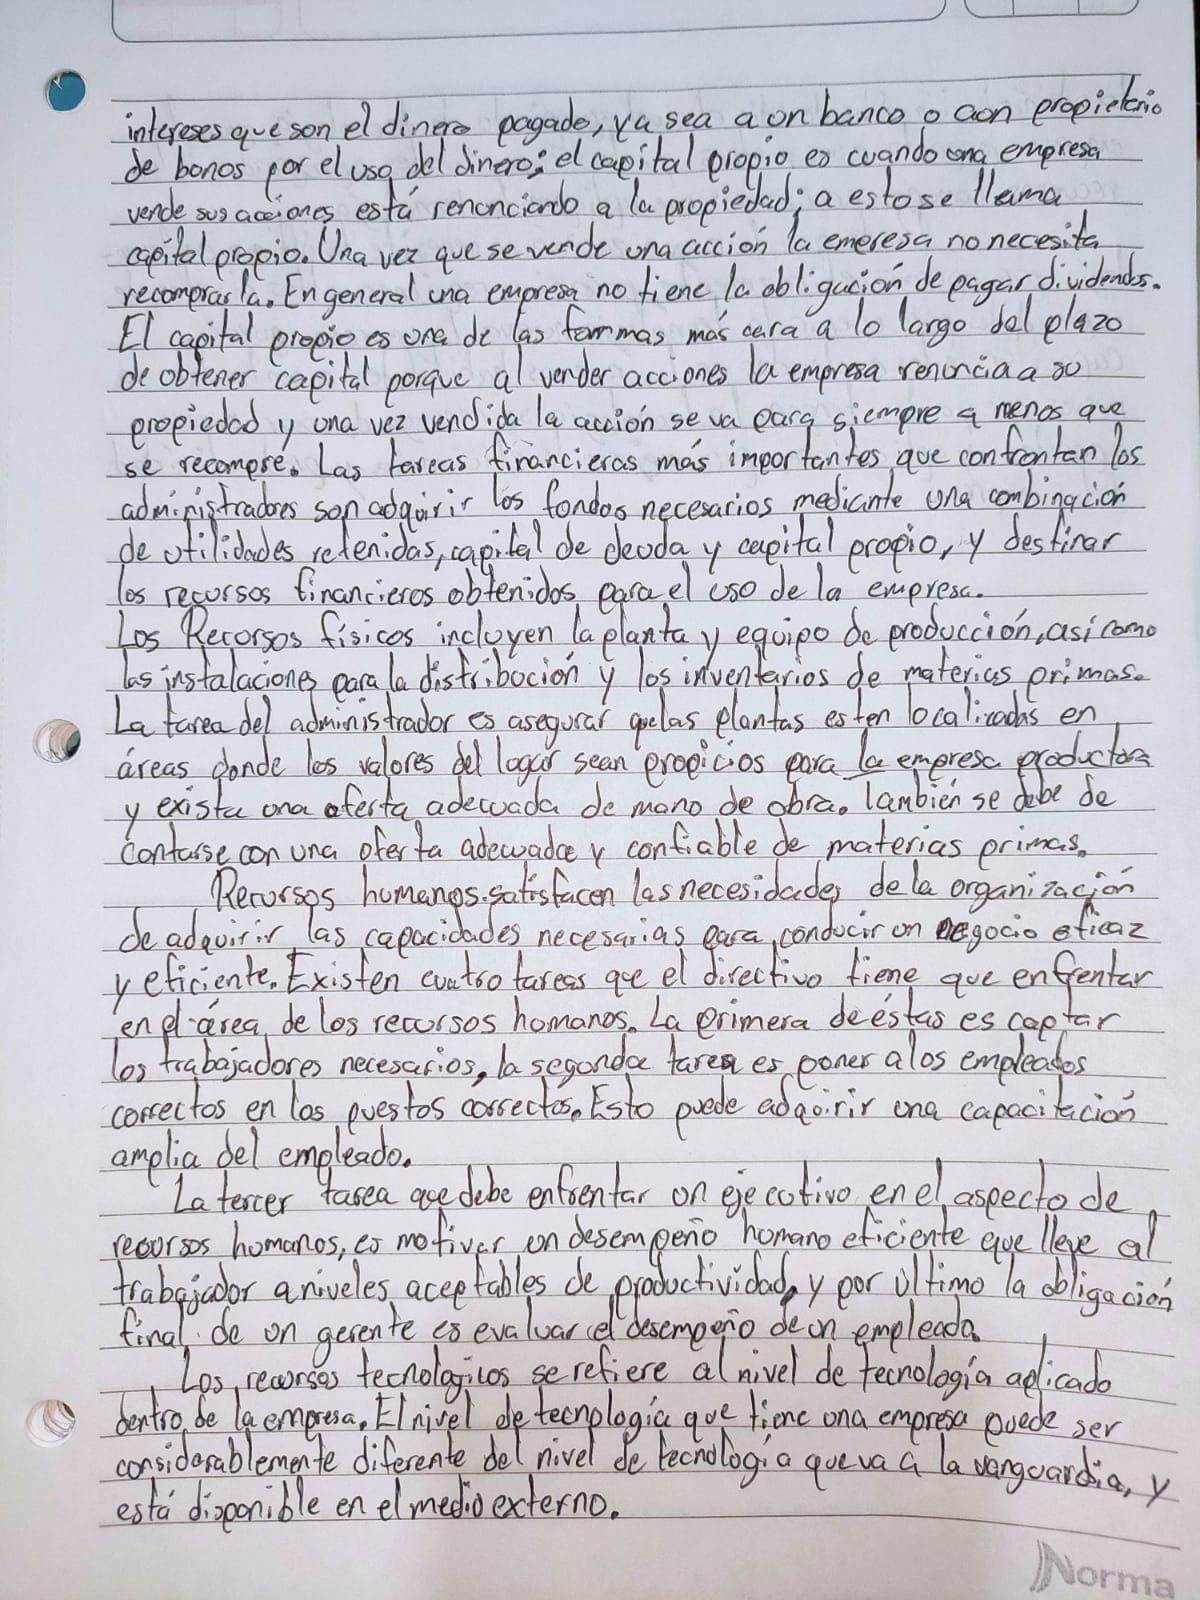 intereses que son el dinero pagado, ya sea a un banco o aun propietario
de bonos por el uso del dinero; el capital propio es cuando una empresa
vende sus acciones está renunciando a la propiedad; a esto se llama
capital propio. Una vez que se vende una acción la empresa no necesita
recomprarla. En general una empresa no tiene la obligación de pagar dividendos.
El capital propio es una de las formmas más cara a lo largo del plazo
de obtener capital porque al vender acciones la empresa renuncia a su
propiedad y una vez vendida la acción se va para siempre a menos que
se recompre. Las tareas financieras más importantes que confrontan los
administradores son adquirir los fondos necesarios mediante una combinación
de utilidades retenidas, capital de deuda y capital propio, y destinar
los recursos financieros obtenidos para el uso de la empresa.
Los Recursos físicos incluyen la planta y equipo de producción, así como
las instalaciones para la distribución y los inventarios de materias primas.
La tarea del administrador es asegurar que las plantas esten localizadas en
áreas donde los valores del lugar sean propicios para la empresa productora
y exista una oferta adecuada de mano de obra. También se debe de
contarse con una oferta adecuada y confiable de materias primas.
Recursos humanos. satisfacen las necesidades de la organización
de adquirir las capacidades necesarias para conducir un negocio eficaz
y eficiente. Existen cuatro tareas que el directivo tiene que enfrentar
en el área de los recursos humanos. La primera de éstas es captar
los trabajadores necesarios, la segunda tarea es poner a los empleados
correctos en los puestos correctos. Esto puede adquirir una capacitación
amplia del empleado.
La tercer tarea que debe enfrentar un ejecutivo en el aspecto de
recursos humanos, es motivar un desempeño humano eficiente que lleve al
trabajador a niveles aceptables de productividad, y por último la obligación
final de un gerente es evaluar el desempeño de un empleado.
Los recursos tecnológicos se refiere al nivel de tecnología aplicado
dentro de la empresa. El nivel de tecnología que tiene una empresa puede ser
considerablemente diferente del nivel de tecnología que va a la vanguardia, y
está disponible en el medio externo.
Norma